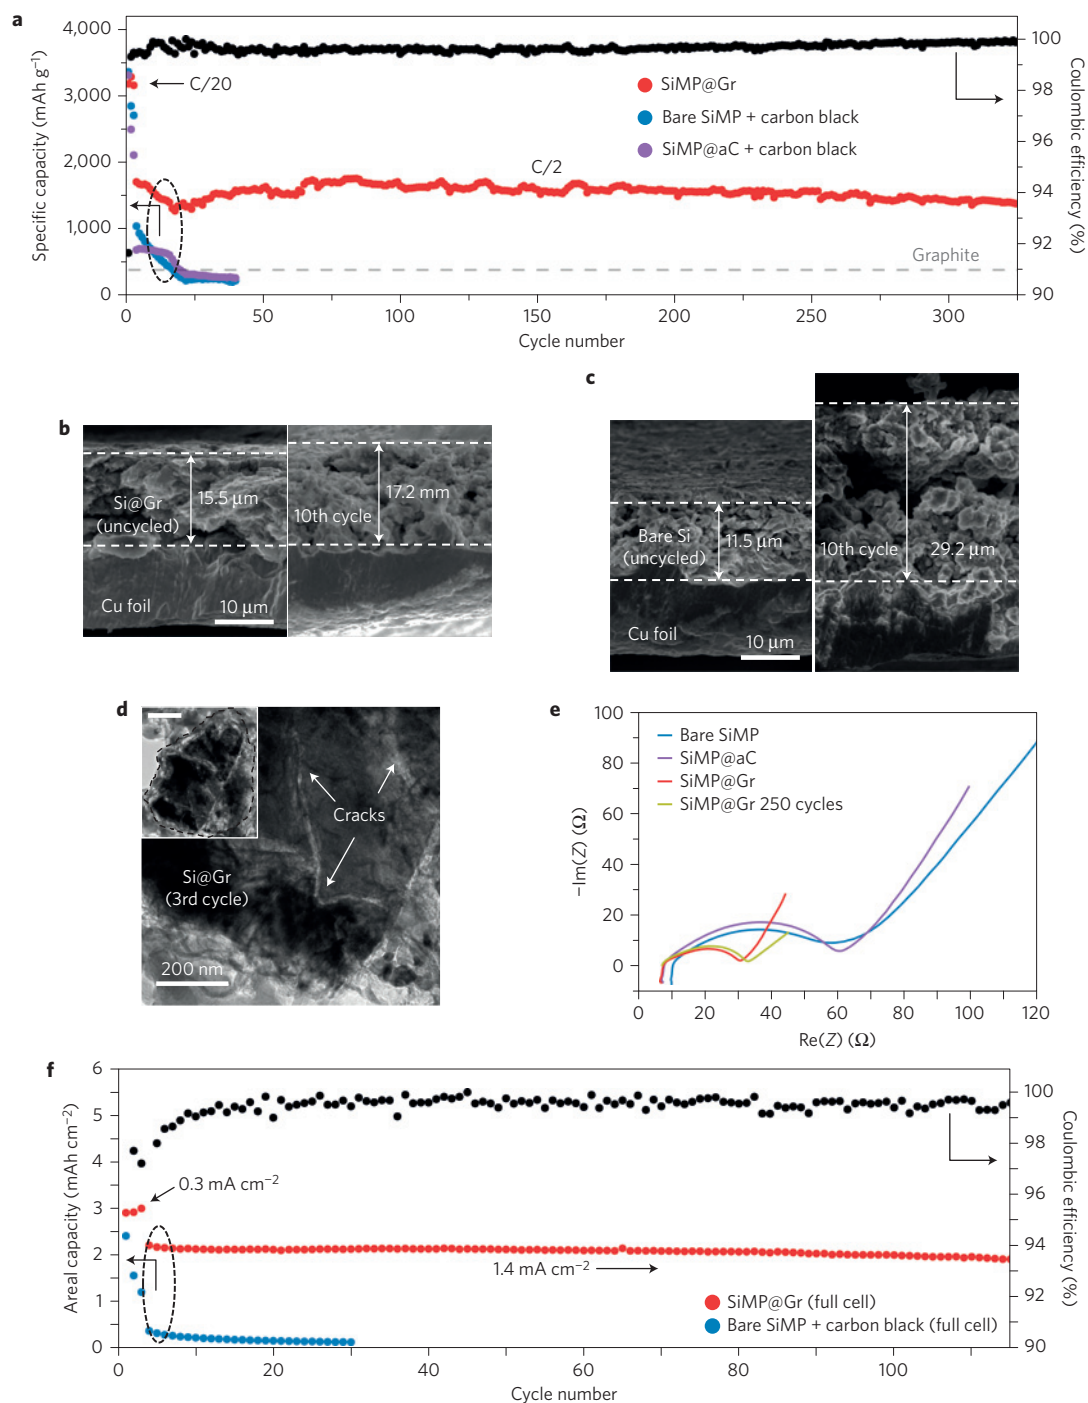 a
4,000
3,000
2,000
1,000
0
Specific capacity (mAh g⁻¹)
C/20
SiMP@Gr
Bare SiMP + carbon black
SiMP@aC + carbon black
C/2
Graphite
100
98
96
94
92
90
Coulombic efficiency (%)
0 50 100 150 200 250 300
Cycle number
b
Si@Gr
(uncycled)
15.5 μm
Cu foil
10 μm
10th cycle
17.2 mm
c
Bare Si
(uncycled)
11.5 μm
Cu foil
10 μm
10th cycle
29.2 μm
d
Cracks
Si@Gr
(3rd cycle)
200 nm
e
100
80
60
40
20
0
−Im(Z) (Ω)
Bare SiMP
SiMP@aC
SiMP@Gr
SiMP@Gr 250 cycles
0 20 40 60 80 100 120
Re(Z) (Ω)
f
6
5
4
3
2
1
0
Areal capacity (mAh cm⁻²)
0.3 mA cm⁻²
1.4 mA cm⁻²
SiMP@Gr (full cell)
Bare SiMP + carbon black (full cell)
100
98
96
94
92
90
Coulombic efficiency (%)
0 20 40 60 80 100
Cycle number